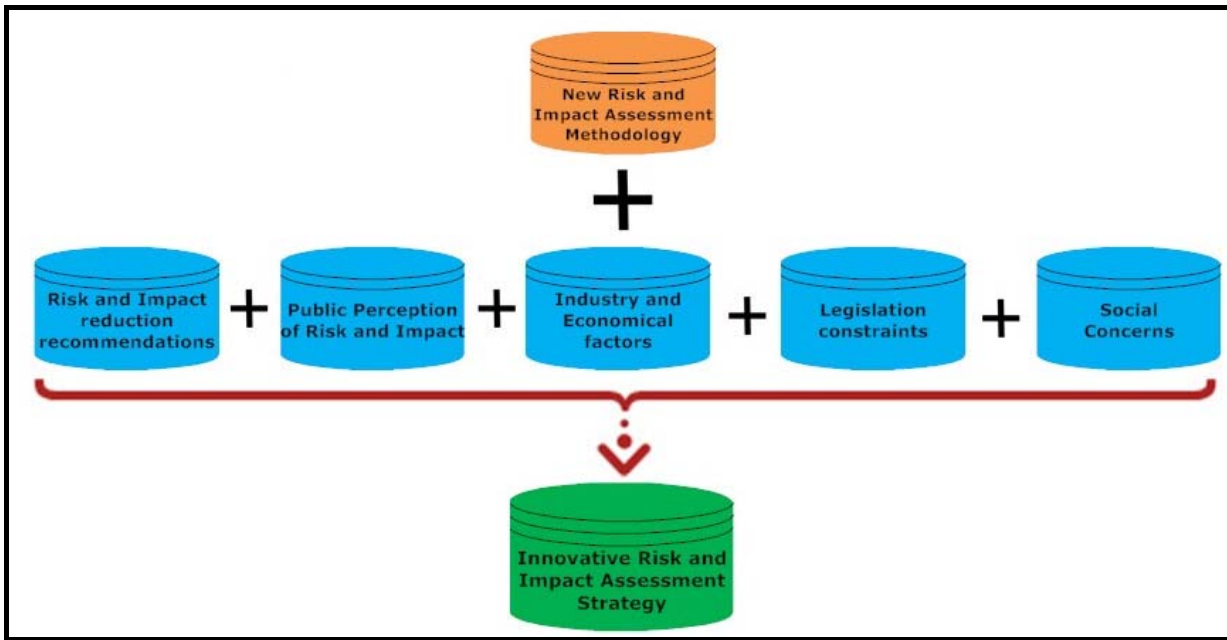 New Risk and
Impact Assessment
Methodology
+
Risk and Impact
reduction
recommendations
+
Public Perception
of Risk and Impact
+
Industry and
Economical
factors
+
Legislation
constraints
+
Social
Concerns
Innovative Risk and
Impact Assessment
Strategy